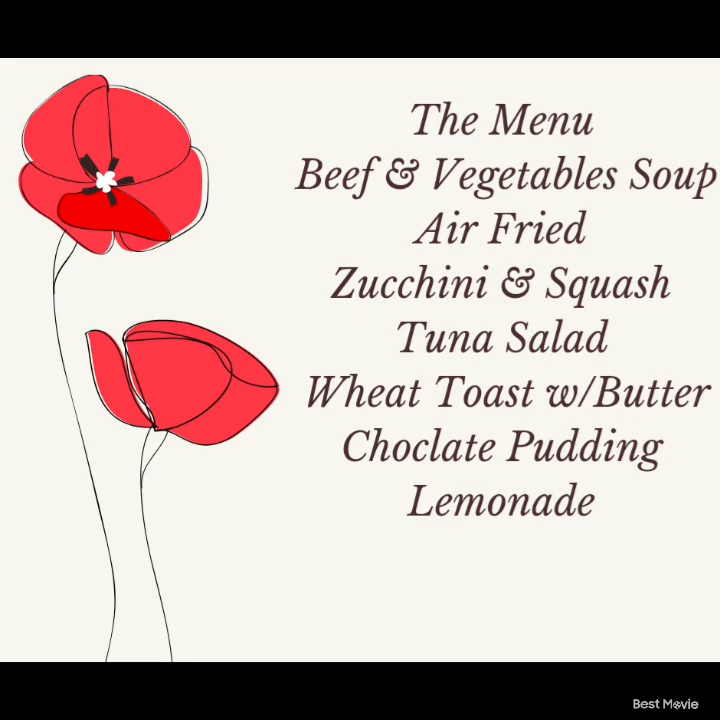 The Menu
Beef & Vegetables Soup
Air Fried
Zucchini & Squash
Tuna Salad
Wheat Toast w/Butter
Choclate Pudding
Lemonade
Best Movie